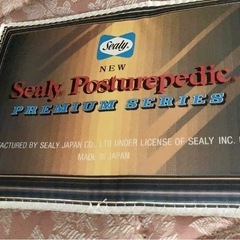 Sealy.
NEW
Sealy Posturepedic.
PREMIUM SERIES
FACTURED BY SEALY JAPAN CO., LTD UNDER LICENSE OF SEALY INC.
MADE IN JAPAN